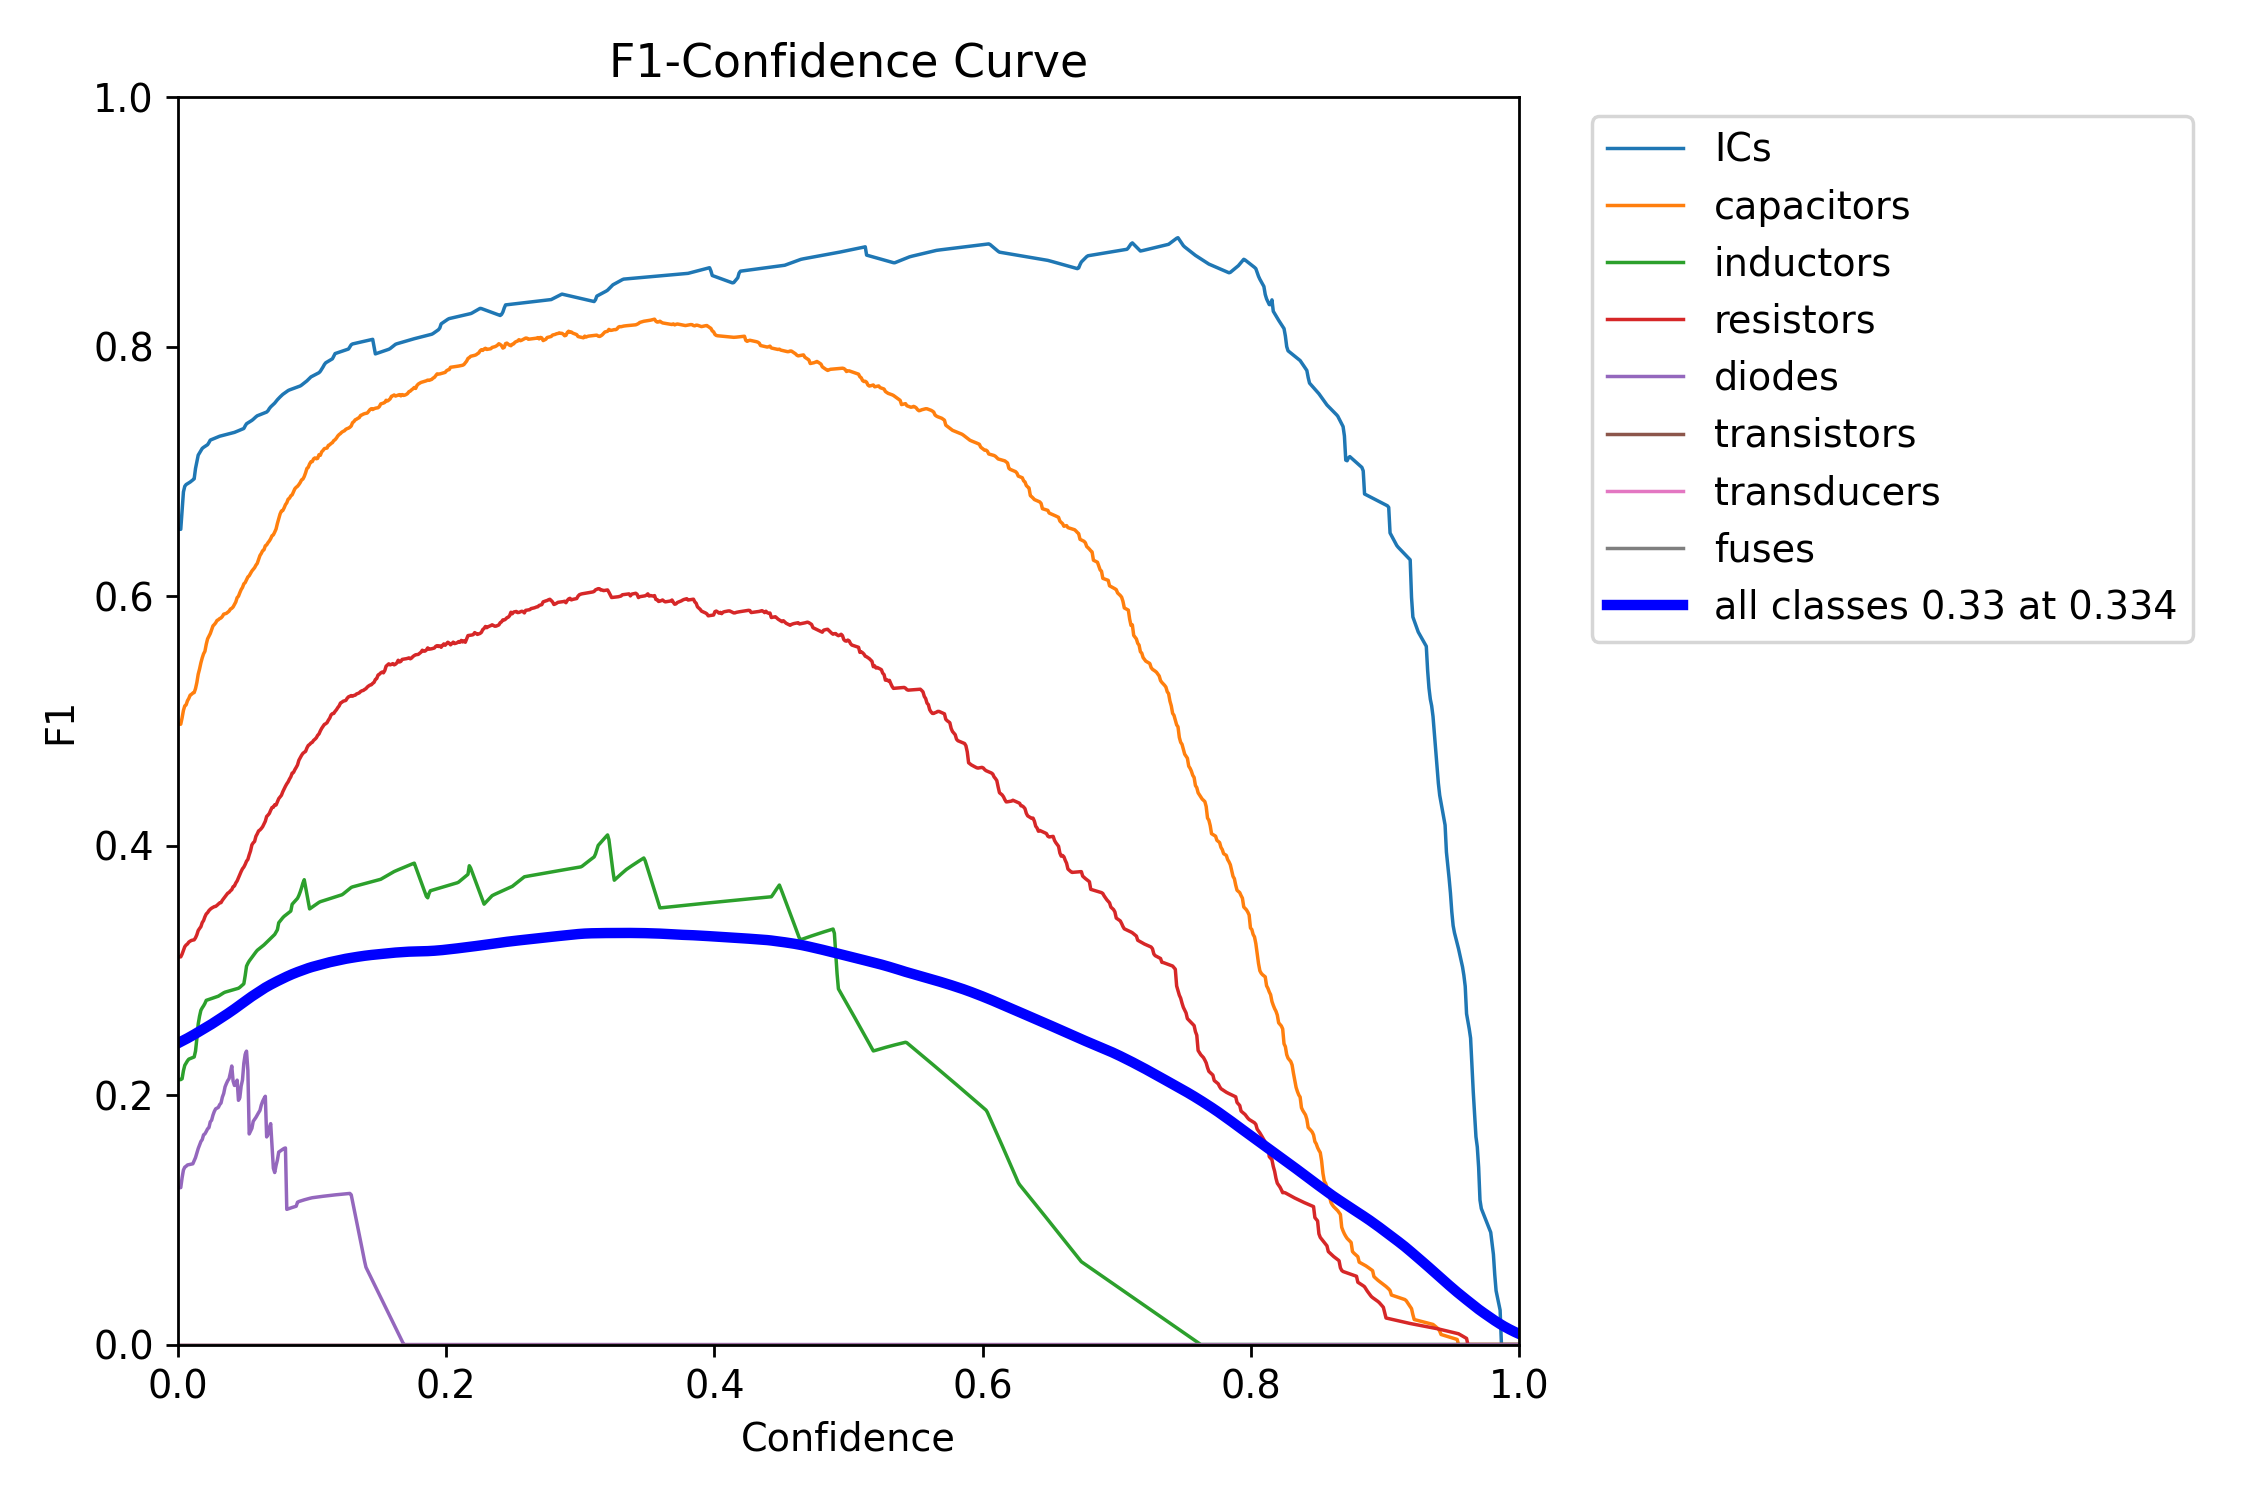 F1-Confidence Curve
1.0
0.8
0.6
0.4
0.2
0.0
F1
0.0 0.2 0.4 0.6 0.8 1.0
Confidence
ICs
capacitors
inductors
resistors
diodes
transistors
transducers
fuses
all classes 0.33 at 0.334